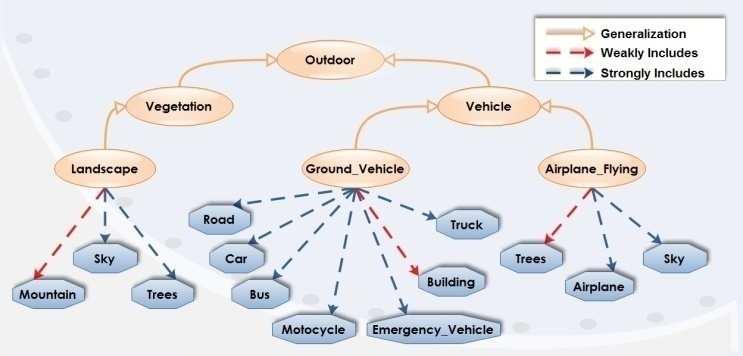 Generalization
Weakly Includes
Strongly Includes
Outdoor
Vegetation
Vehicle
Landscape
Ground_Vehicle
Airplane_Flying
Road
Truck
Sky
Car
Trees
Sky
Mountain
Trees
Bus
Building
Airplane
Motocycle
Emergency_Vehicle